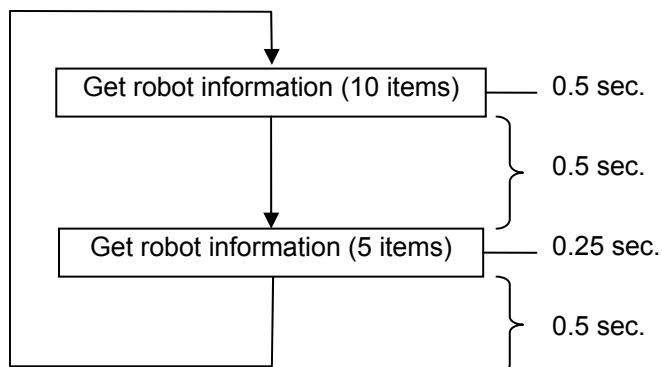 Get robot information (10 items)
0.5 sec.
0.5 sec.
Get robot information (5 items)
0.25 sec.
0.5 sec.